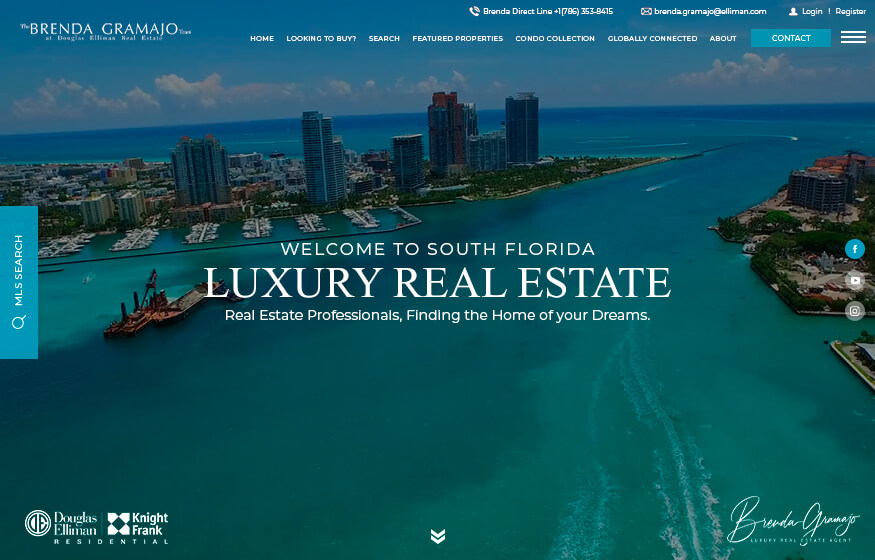 Brenda Direct Line +1(786) 353-8415
brenda.gramajo@elliman.com
Login | Register
The BRENDA GRAMAJO Team
at Douglas Elliman Real Estate
HOME LOOKING TO BUY? SEARCH FEATURED PROPERTIES CONDO COLLECTION GLOBALLY CONNECTED ABOUT CONTACT
MLS SEARCH
WELCOME TO SOUTH FLORIDA
LUXURY REAL ESTATE
Real Estate Professionals, Finding the Home of your Dreams.
Douglas Elliman
Knight Frank
RESIDENTIAL
Brenda Gramajo
LUXURY REAL ESTATE AGENT